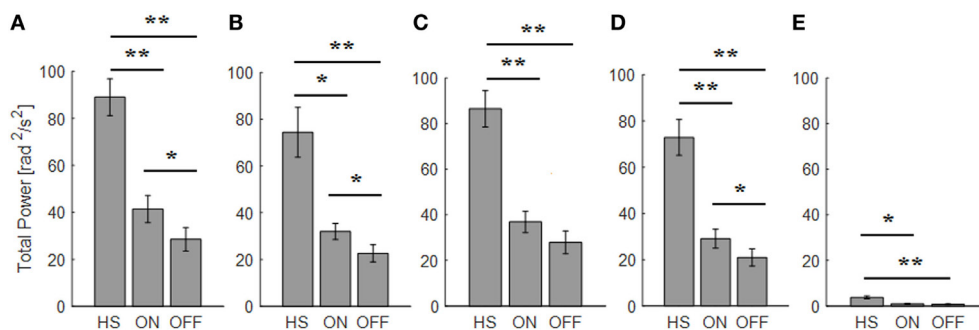 A B C D E
** ** ** ** **
** * ** ** *
* * * **
Total Power [rad ²/s²]
100 80 60 40 20 0
100 80 60 40 20 0
100 80 60 40 20 0
100 80 60 40 20 0
100 80 60 40 20 0
HS ON OFF HS ON OFF HS ON OFF HS ON OFF HS ON OFF